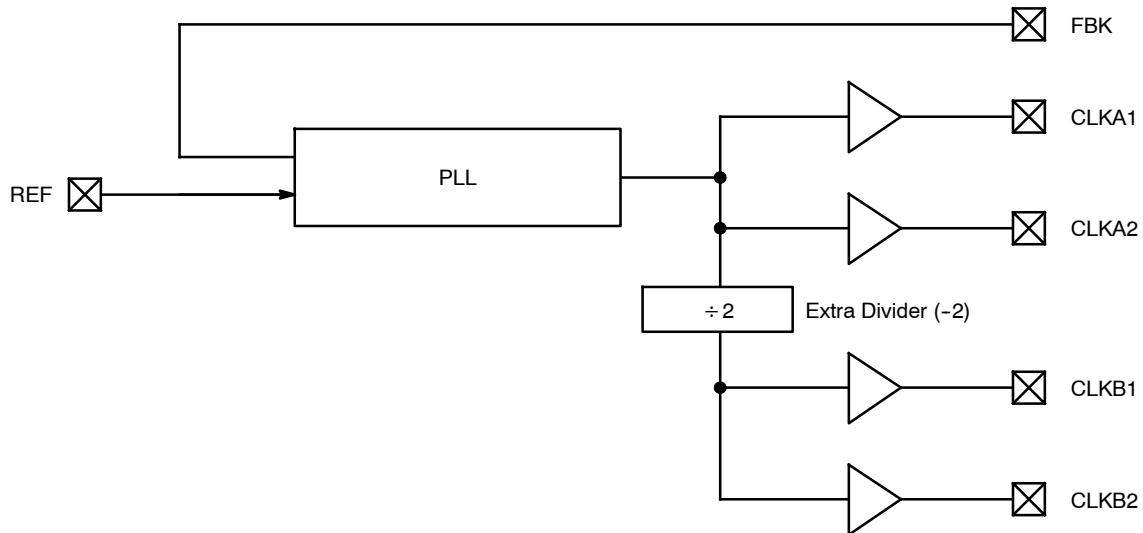 FBK
CLKA1
PLL
REF
CLKA2
÷2 Extra Divider (-2)
CLKB1
CLKB2